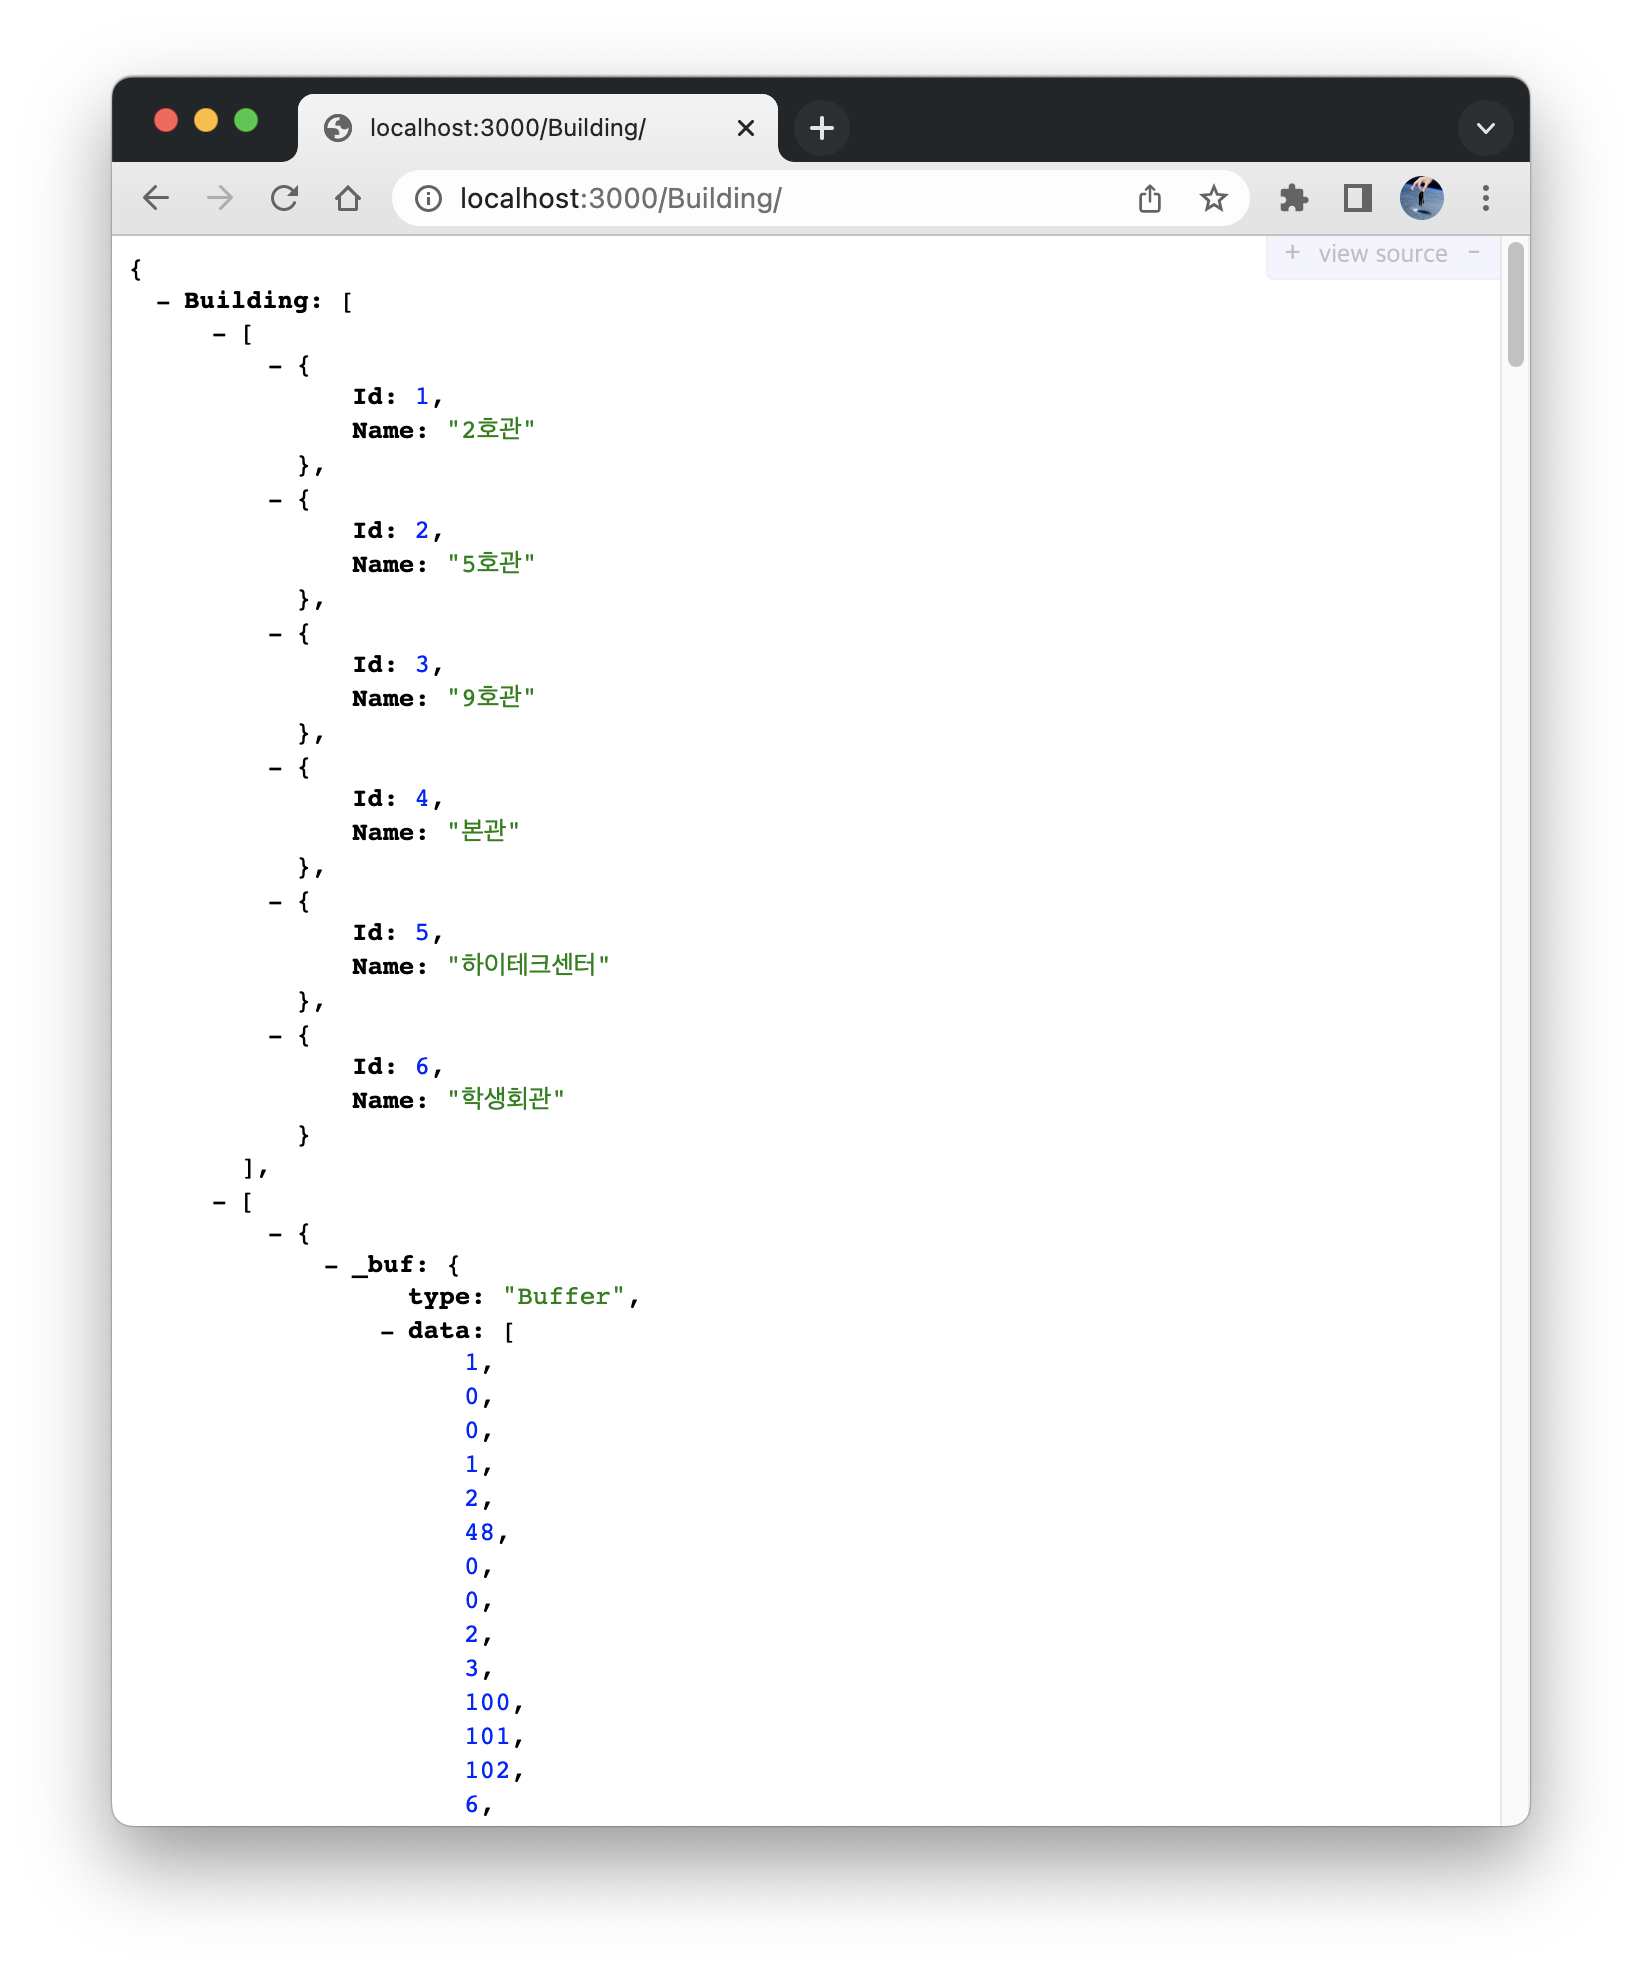 localhost:3000/Building/
localhost:3000/Building/
+ view source -
{
- Building: [
- [
- {
Id: 1,
Name: "2호관"
},
- {
Id: 2,
Name: "5호관"
},
- {
Id: 3,
Name: "9호관"
},
- {
Id: 4,
Name: "본관"
},
- {
Id: 5,
Name: "하이테크센터"
},
- {
Id: 6,
Name: "학생회관"
}
],
- [
- {
- _buf: {
type: "Buffer",
- data: [
1,
0,
0,
1,
2,
48,
0,
0,
2,
3,
100,
101,
102,
6,